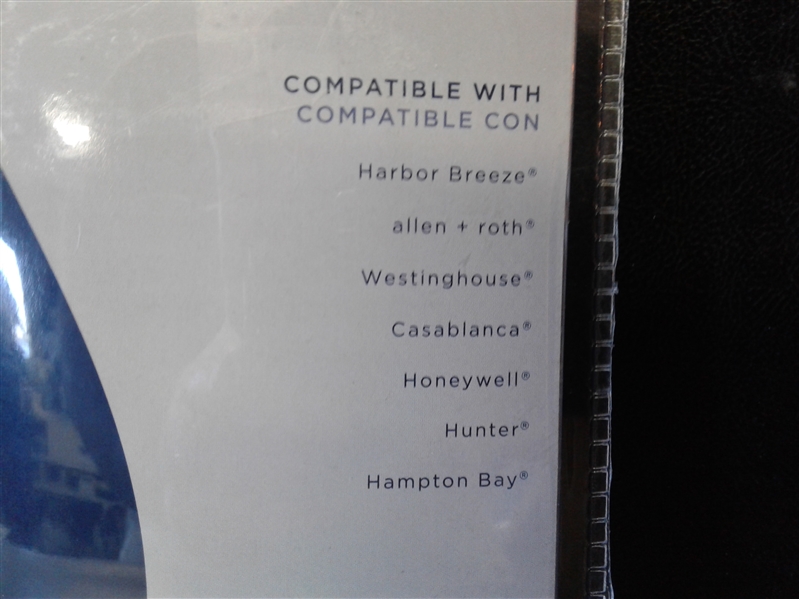 COMPATIBLE WITH
COMPATIBLE CON
Harbor Breeze®
allen + roth®
Westinghouse®
Casablanca®
Honeywell®
Hunter®
Hampton Bay®